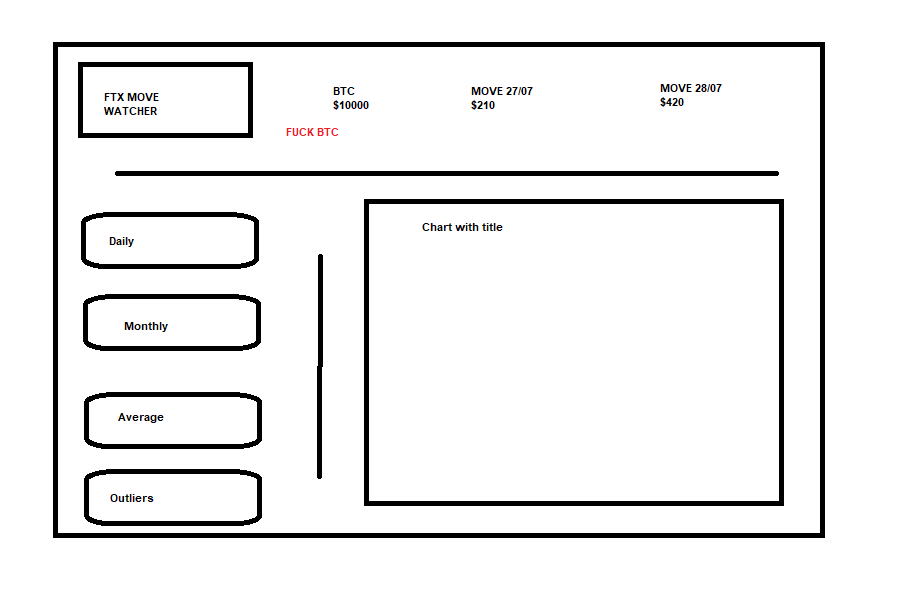 FTX MOVE
WATCHER
BTC
$10000
MOVE 27/07
$210
MOVE 28/07
$420
FUCK BTC
Daily
Monthly
Average
Outliers
Chart with title